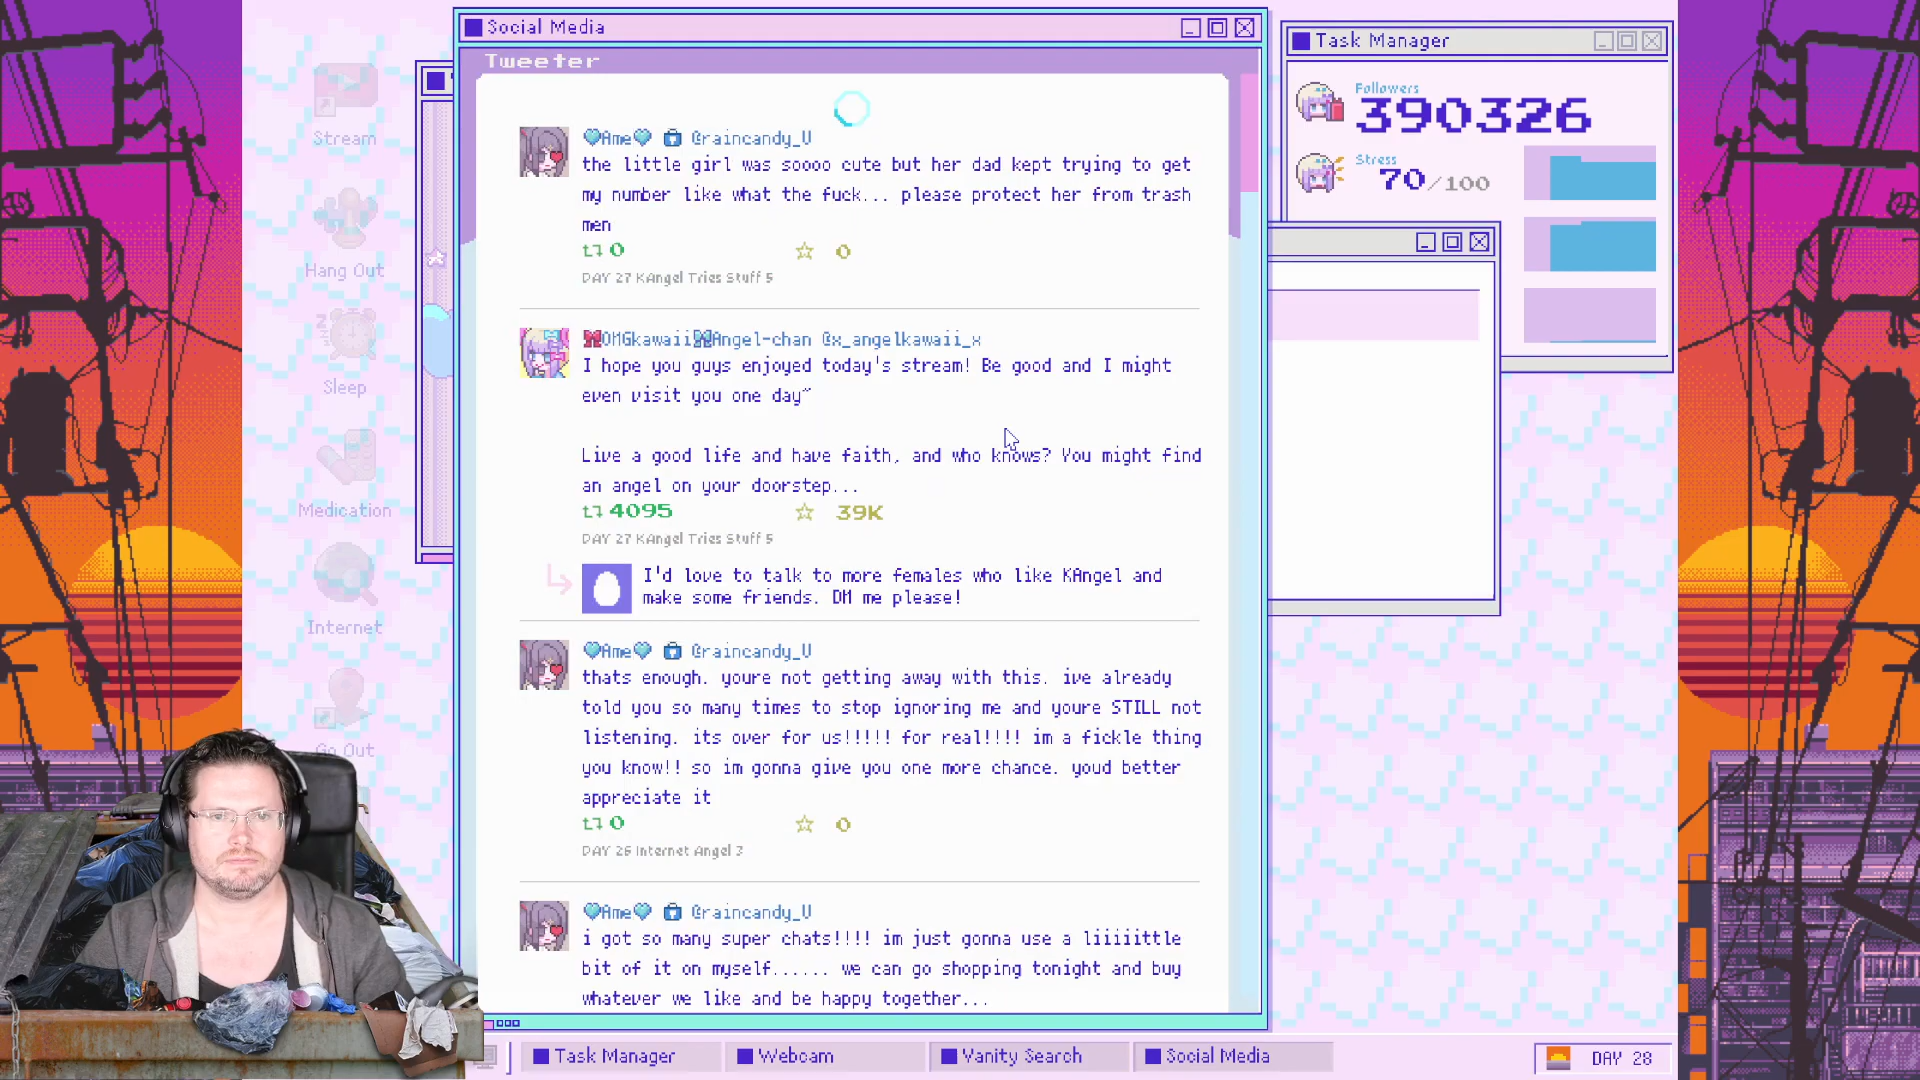 Social Media
Tweeter
Ame @raincandy_U
the little girl was soooo cute but her dad kept trying to get
my number like what the fuck... please protect her from trash
men
0 0
DAY 27 KAngel Tries Stuff 5
OMGkawaiiAngel-chan @x_angelkawaii_x
I hope you guys enjoyed today's stream! Be good and I might
even visit you one day~
Live a good life and have faith, and who knows? You might find
an angel on your doorstep...
4095 39K
DAY 27 KAngel Tries Stuff 5
I'd love to talk to more females who like KAngel and
make some friends. DM me please!
Ame @raincandy_U
thats enough. youre not getting away with this. ive already
told you so many times to stop ignoring me and youre STILL not
listening. its over for us!!!!! for real!!!! im a fickle thing
you know!! so im gonna give you one more chance. youd better
appreciate it
0 0
DAY 26 Internet Angel 3
Ame @raincandy_U
i got so many super chats!!!! im just gonna use a liiiiittle
bit of it on myself...... we can go shopping tonight and buy
whatever we like and be happy together...
Task Manager
Followers
390326
Stress
70/100
Stream
Hang Out
Sleep
Medication
Internet
Go Out
Task Manager
Webcam
Vanity Search
Social Media
DAY 28